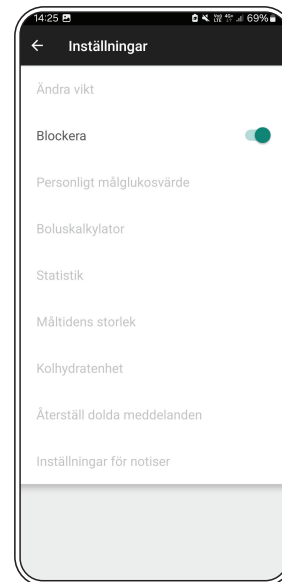 14:25 69%
Inställningar
Ändra vikt
Blockera
Personligt målglukosvärde
Boluskalkylator
Statistik
Måltidens storlek
Kolhydratenhet
Återställ dolda meddelanden
Inställningar för notiser